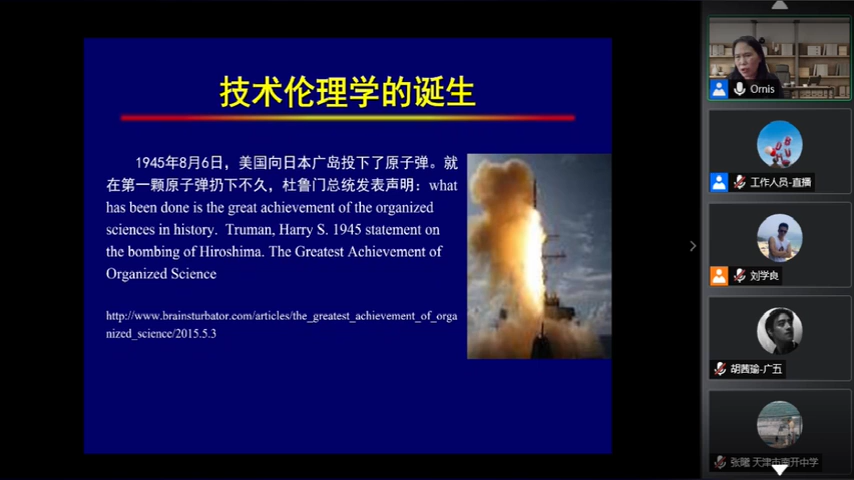 技术伦理学的诞生
1945年8月6日，美国向日本广岛投下了原子弹。就
在第一颗原子弹扔下不久，杜鲁门总统发表声明：what
has been done is the great achievement of the organized
sciences in history.  Truman, Harry S. 1945 statement on
the bombing of Hiroshima. The Greatest Achievement of
Organized Science
http://www.brainsturbator.com/articles/the_greatest_achievement_of_orga
nized_science/2015.5.3
Ornis
工作人员-直播
刘学良
胡茜瑜-广五
天津市南开中学